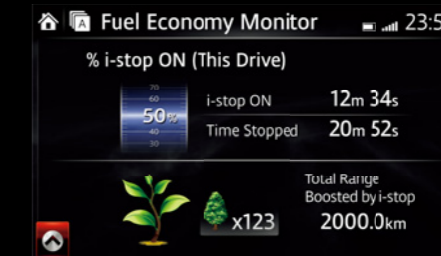 A Fuel Economy Monitor 23:5
% i-stop ON (This Drive)
70
60
50%
40
30
i-stop ON 12m 34s
Time Stopped 20m 52s
Total Range
Boosted by i-stop
x123 2000.0km